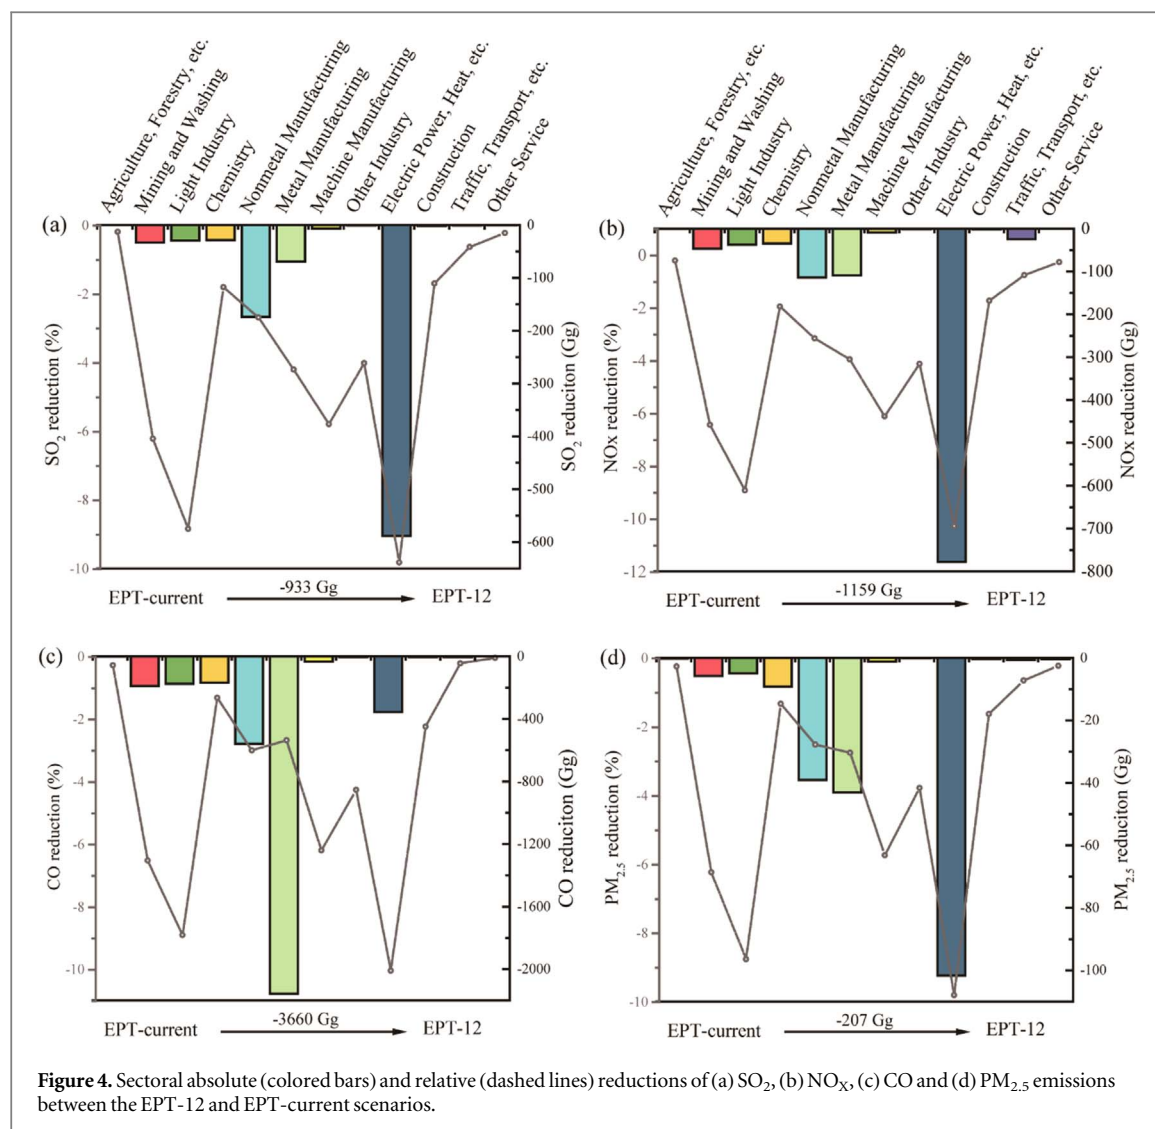 Agriculture, Forestry, etc.
Mining and Washing
Light Industry
Chemistry
Nonmetal Manufacturing
Metal Manufacturing
Machine Manufacturing
Other Industry
Electric Power, Heat, etc.
Construction
Traffic, Transport, etc.
Other Service
(a)
0
-2
-4
-6
-8
-10
SO2 reduction (%)
0
-100
-200
-300
-400
-500
-600
SO2 reduciton (Gg)
EPT-current
-933 Gg
EPT-12
Agriculture, Forestry, etc.
Mining and Washing
Light Industry
Chemistry
Nonmetal Manufacturing
Metal Manufacturing
Machine Manufacturing
Other Industry
Electric Power, Heat, etc.
Construction
Traffic, Transport, etc.
Other Service
(b)
0
-2
-4
-6
-8
-10
-12
NOx reduction (%)
0
-100
-200
-300
-400
-500
-600
-700
-800
NOx reduciton (Gg)
EPT-current
-1159 Gg
EPT-12
(c)
0
-2
-4
-6
-8
-10
CO reduction (%)
0
-400
-800
-1200
-1600
-2000
CO reduciton (Gg)
EPT-current
-3660 Gg
EPT-12
(d)
0
-2
-4
-6
-8
-10
PM2.5 reduction (%)
0
-20
-40
-60
-80
-100
PM2.5 reduciton (Gg)
EPT-current
-207 Gg
EPT-12
Figure 4. Sectoral absolute (colored bars) and relative (dashed lines) reductions of (a) SO2, (b) NOX, (c) CO and (d) PM2.5 emissions
between the EPT-12 and EPT-current scenarios.